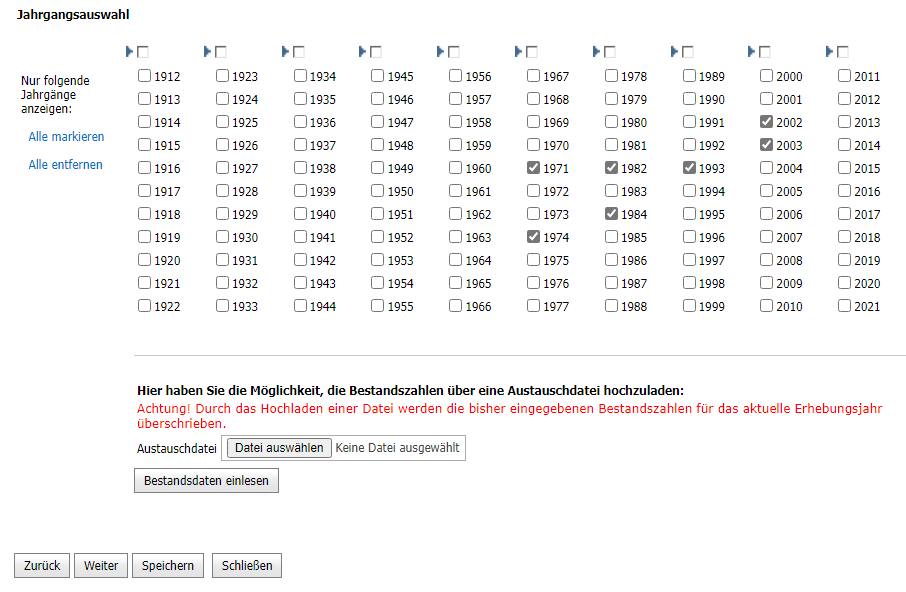 Jahrgangsauswahl
Nur folgende
Jahrgänge
anzeigen:
Alle markieren
Alle entfernen
1912 1923 1934 1945 1956 1967 1978 1989 2000 2011
1913 1924 1935 1946 1957 1968 1979 1990 2001 2012
1914 1925 1936 1947 1958 1969 1980 1991 2002 2013
1915 1926 1937 1948 1959 1970 1981 1992 2003 2014
1916 1927 1938 1949 1960 1971 1982 1993 2004 2015
1917 1928 1939 1950 1961 1972 1983 1994 2005 2016
1918 1929 1940 1951 1962 1973 1984 1995 2006 2017
1919 1930 1941 1952 1963 1974 1985 1996 2007 2018
1920 1931 1942 1953 1964 1975 1986 1997 2008 2019
1921 1932 1943 1954 1965 1976 1987 1998 2009 2020
1922 1933 1944 1955 1966 1977 1988 1999 2010 2021
Hier haben Sie die Möglichkeit, die Bestandszahlen über eine Austauschdatei hochzuladen:
Achtung! Durch das Hochladen einer Datei werden die bisher eingegebenen Bestandszahlen für das aktuelle Erhebungsjahr
überschrieben.
Austauschdatei Datei auswählen Keine Datei ausgewählt
Bestandsdaten einlesen
Zurück Weiter Speichern Schließen